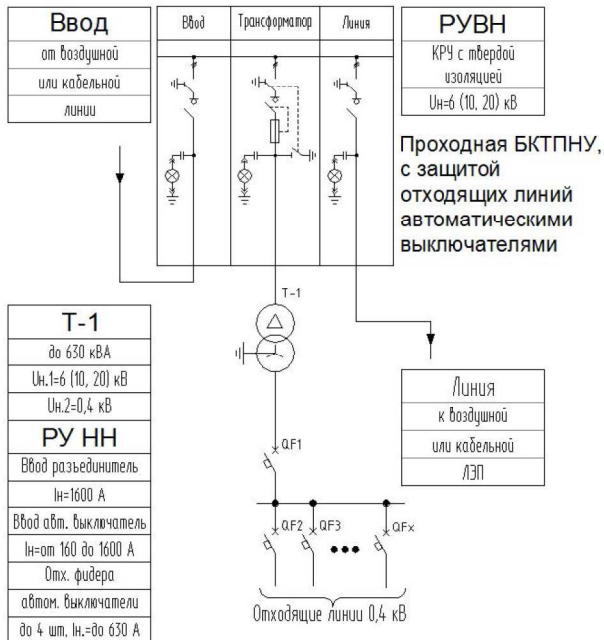 Ввод
от воздушной
или кабельной
линии
Ввод
Трансформатор
Линия
РУВН
КРУ с твердой
изоляцией
Uн=6 (10, 20) кВ
Проходная БКТПНУ,
с защитой
отходящих линий
автоматическими
выключателями
Т-1
Т-1
до 630 кВА
Uн.1=6 (10, 20) кВ
Uн.2=0,4 кВ
РУ НН
Ввод разъединитель
Iн=1600 А
Ввод авт. выключатель
Iн=от 160 до 1600 А
Отх. фидера
автом. выключатели
до 4 шт, Iн.=до 630 А
Линия
к воздушной
или кабельной
ЛЭП
QF1
QF2
QF3
QFx
Отходящие линии 0,4 кВ